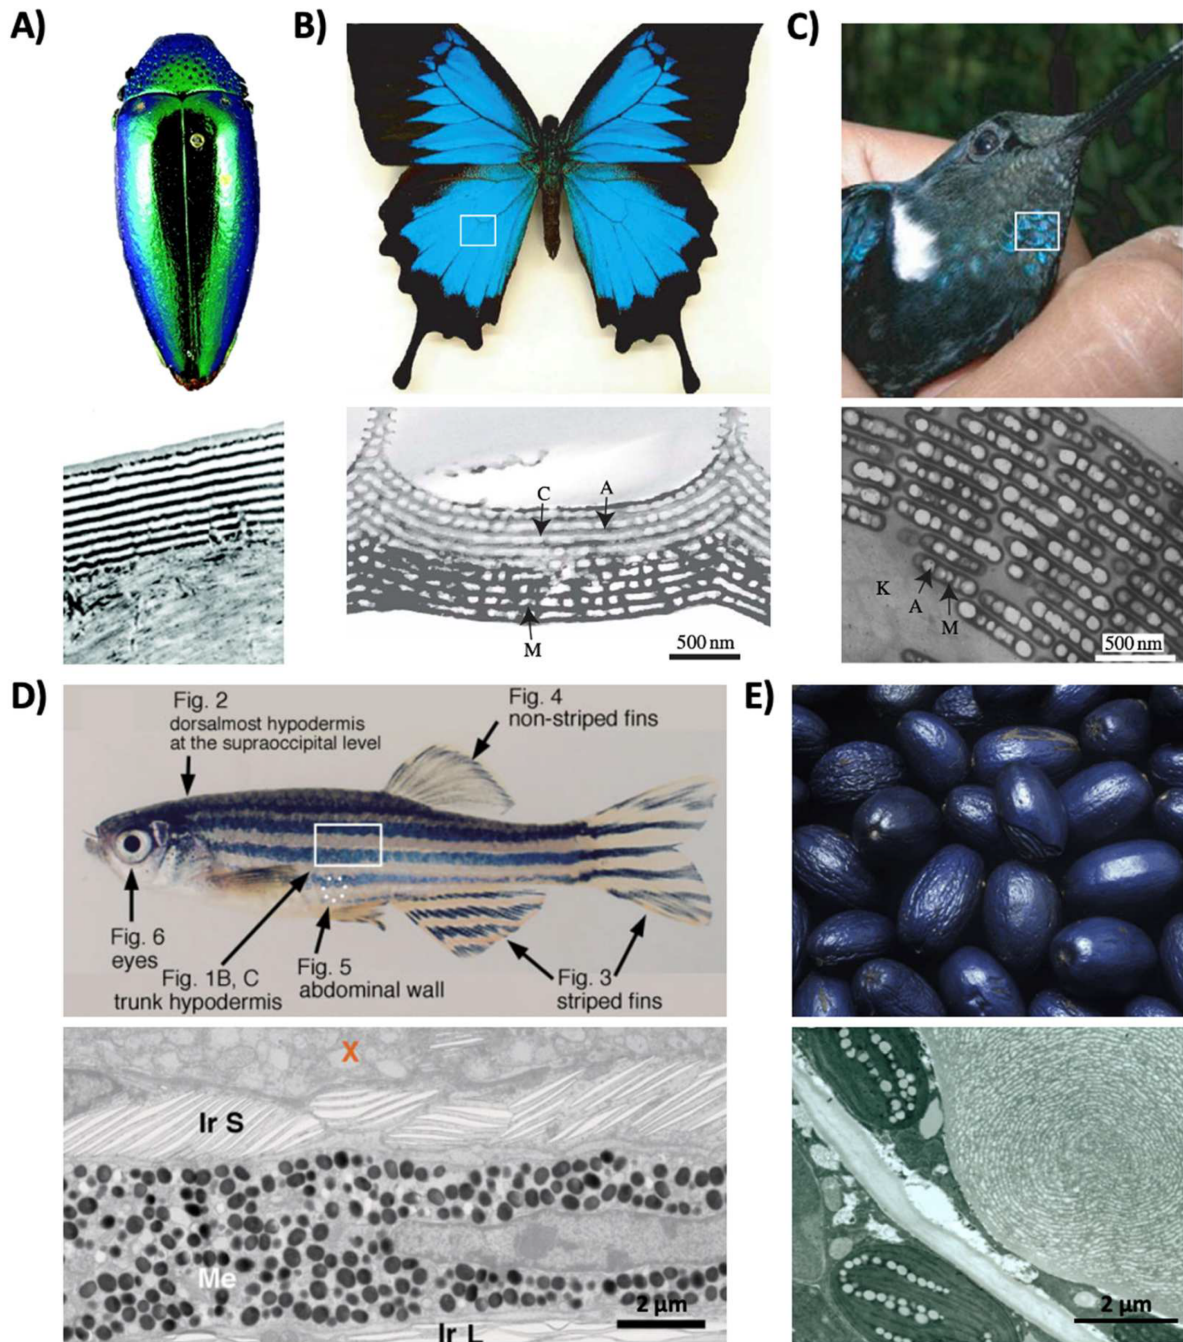 A)
B)
C)
C
A
M
500 nm
K
A
M
500 nm
D)
Fig. 2
dorsalmost hypodermis
at the supraoccipital level
Fig. 4
non-striped fins
Fig. 6
eyes
Fig. 1B, C
trunk hypodermis
Fig. 5
abdominal wall
Fig. 3
striped fins
X
Ir S
Me
2 µm
Ir L
E)
2 µm